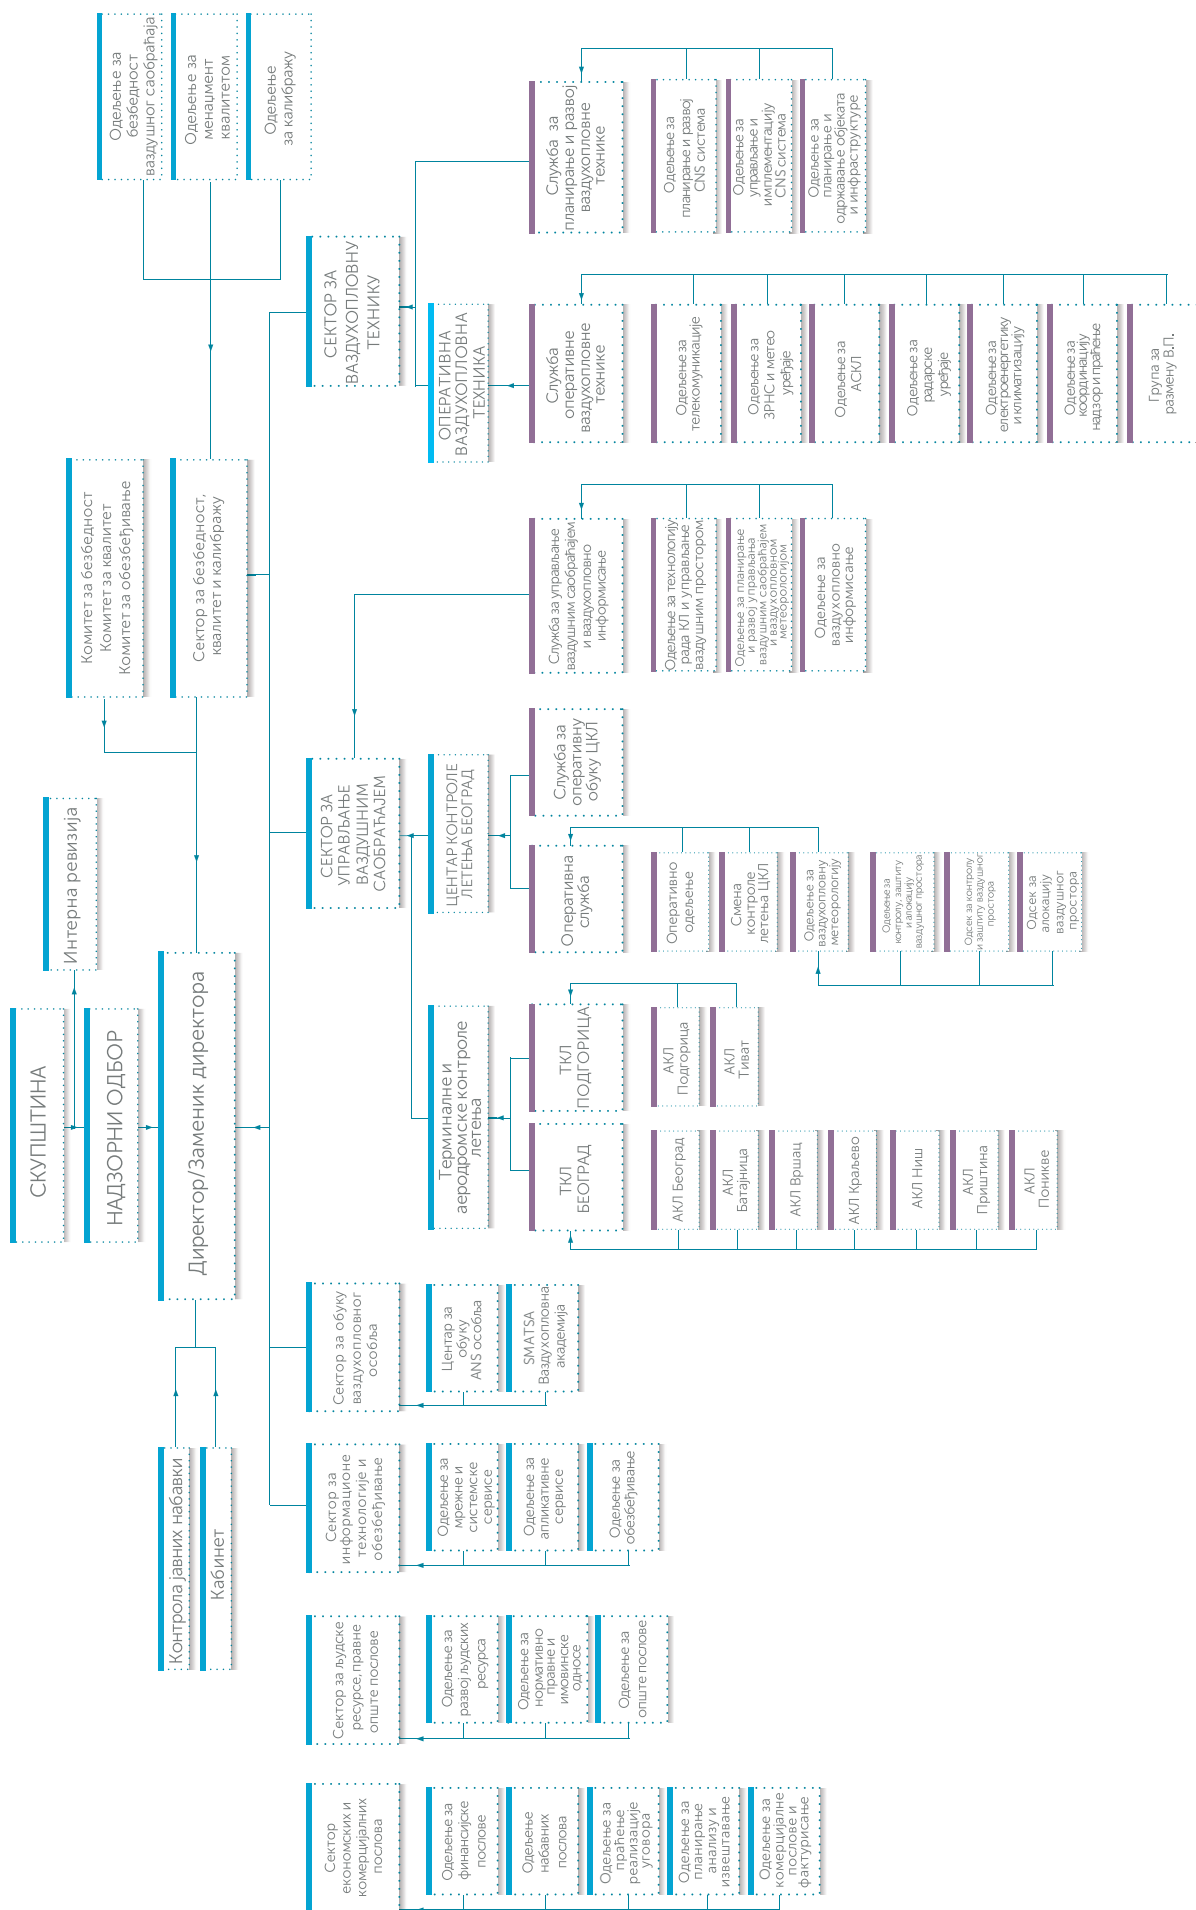 СКУПШТИНА
НАДЗОРНИ ОДБОР
Интерна ревизија
Директор/Заменик директора
Контрола јавних набавки
Кабинет
Комитет за безбедност
Комитет за квалитет
Комитет за обезбеђивање
Сектор за безбедност,
квалитет и калибражу
Одељење за
безбедност
ваздушног саобраћаја
Одељење за
менаџмент
квалитетом
Одељење
за калибражу
Сектор
економских и
комерцијалних
послова
Сектор за људске
ресурсе, правне
опште послове
Сектор за
информационе
технологије и
обезбеђивање
Сектор за обуку
ваздухопловног
особља
СЕКТОР ЗА
УПРАВЉАЊЕ
ВАЗДУШНИМ
САОБРАЋАЈЕМ
СЕКТОР ЗА
ВАЗДУХОПЛОВНУ
ТЕХНИКУ
Одељење за
финансијске
послове
Одељење
набавних
послова
Одељење за
праћење
реализације
уговора
Одељење за
планирање
анализу и
извештавање
Одељење за
комерцијалне
послове и
фактурисање
Одељење за
развој људских
ресурса
Одељење за
нормативно
правне и
имовинске
односе
Одељење за
опште послове
Одељење за
мрежне и
системске
сервисе
Одељење за
апликативне
сервисе
Одељење за
обезбеђивање
Центар за
обуку
ANS особља
SMATSA
Ваздухопловна
академија
Терминалне и
аеродромске контроле
летења
ЦЕНТАР КОНТРОЛЕ
ЛЕТЕЊА БЕОГРАД
ОПЕРАТИВНА
ВАЗДУХОПЛОВНА
ТЕХНИКА
ТКЛ
БЕОГРАД
ТКЛ
ПОДГОРИЦА
Оперативна
служба
Служба за
оперативну
обуку ЦКЛ
Служба за управљање
ваздушним саобраћајем
и ваздухопловно
информисање
Служба
оперативне
ваздухопловне
технике
Служба за
планирање и развој
ваздухопловне
технике
АКЛ Београд
АКЛ
Батајница
АКЛ Вршац
АКЛ Краљево
АКЛ Ниш
АКЛ
Приштина
АКЛ
Поникве
АКЛ
Подгорица
АКЛ
Тиват
Оперативно
одељење
Смена
контроле
летења ЦКЛ
Одељење за
ваздухопловну
метеорологију
Одељење за
контролу, заштиту
и алокацију
ваздушног простора
Одсек за контролу
и заштиту ваздушног
простора
Одсек за
алокацију
ваздушног
простора
Одељење за технологију
рада КЛ и управљање
ваздушним простором
Одељење за планирање
и развој управљања
ваздушним саобраћајем
и ваздухопловном
метеорологијом
Одељење за
ваздухопловно
информисање
Одељење за
телекомуникације
Одељење за
ЗРНС и метео
уређаје
Одељење за
АСКЛ
Одељење за
радарске
уређаје
Одељење за
електроенергетику
и климатизацију
Одељење за
координацију
надзор и праћење
Група за
размену В.П.
Одељење за
планирање и развој
CNS система
Одељење за
управљање и
имплементацију
CNS система
Одељење за
планирање и
одржавање објеката
и инфраструктуре